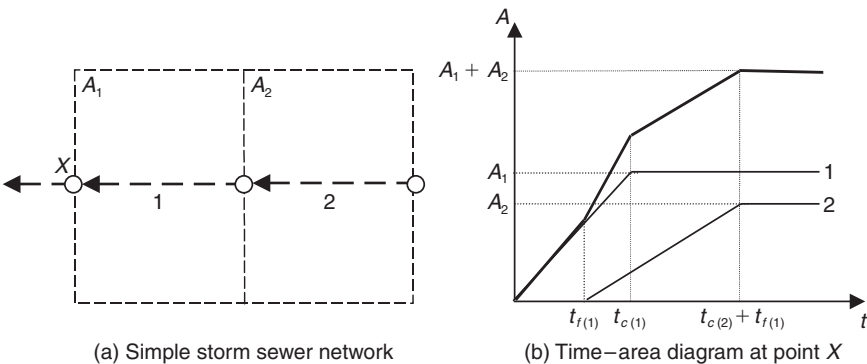 A
A₁ + A₂
A₁
A₂
X
1
2
A₁
A₂
1
2
t_f(1)
t_c(1)
t_c(2) + t_f(1)
t
(a) Simple storm sewer network
(b) Time–area diagram at point X